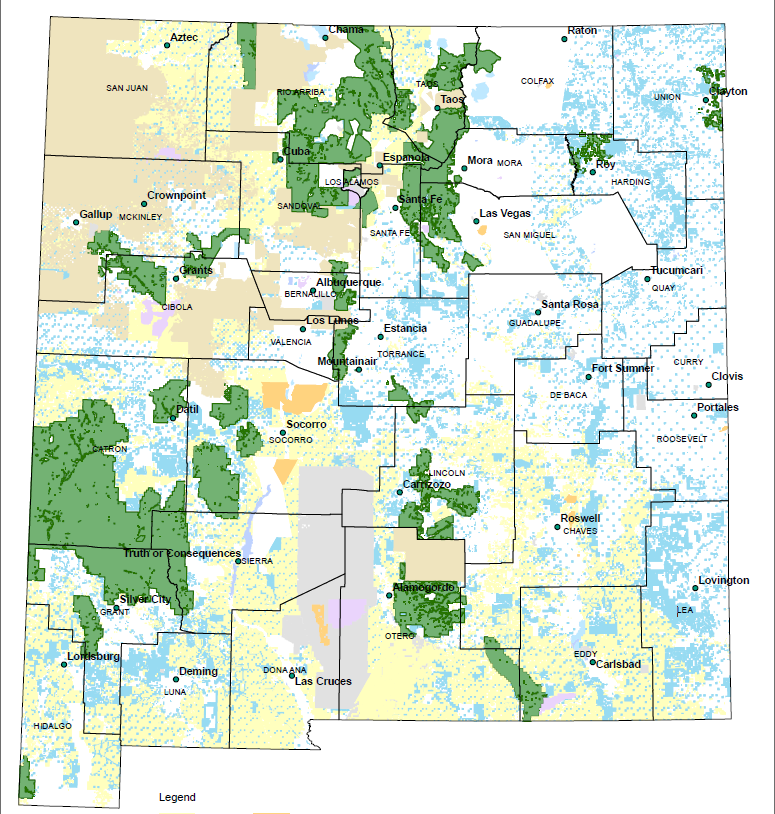 Chama
Raton
Aztec
COLFAX
TAOS
SAN JUAN
RIO ARRIBA
Clayton
UNION
Taos
Cuba
Espanola
Mora MORA
Roy
LOS ALAMOS
HARDING
Crownpoint
Santa Fe
SANDOVAL
Gallup
MCKINLEY
Las Vegas
SANTA FE
SAN MIGUEL
Grants
Tucumcari
Albuquerque
QUAY
BERNALILLO
CIBOLA
Santa Rosa
Los Lunas
GUADALUPE
Estancia
VALENCIA
TORRANCE
Mountainair
CURRY
Fort Sumner
Clovis
DE BACA
Datil
Portales
Socorro
SOCORRO
ROOSEVELT
CATRON
LINCOLN
Carrizozo
Roswell
CHAVES
Truth or Consequences
SIERRA
Lovington
Alamogordo
Silver City
GRANT
LEA
OTERO
EDDY
Lordsburg
Carlsbad
DONA ANA
Deming
Las Cruces
LUNA
HIDALGO
Legend